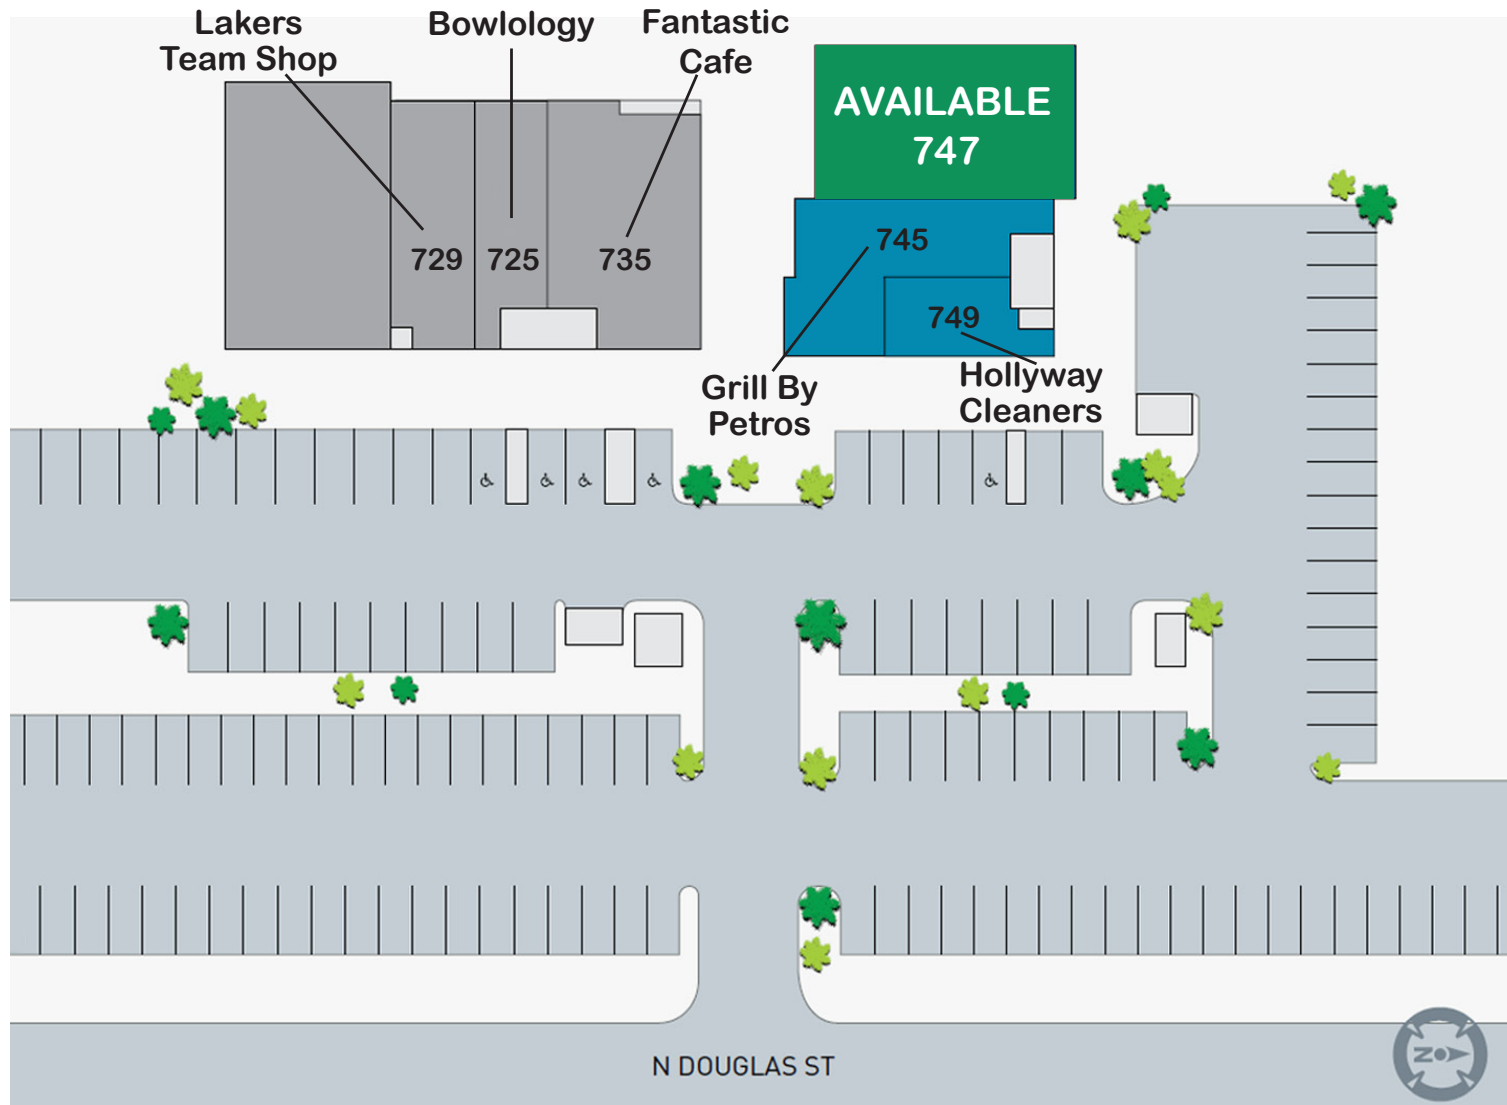 Lakers
Team Shop
Bowlology
Fantastic
Cafe
AVAILABLE
747
729
725
735
745
749
Grill By
Petros
Hollyway
Cleaners
N DOUGLAS ST
N